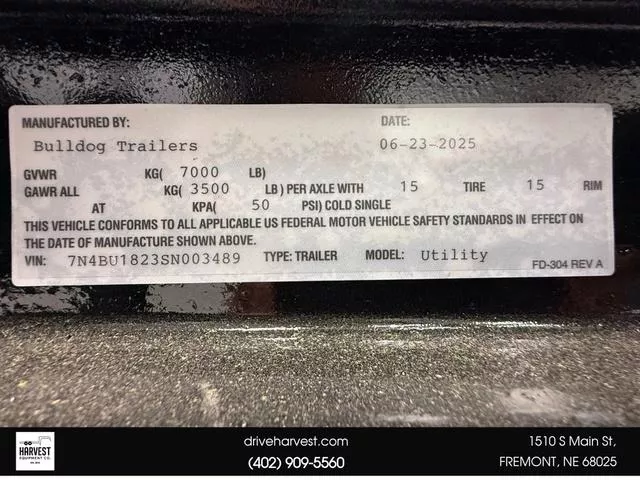 MANUFACTURED BY: DATE:
Bulldog Trailers 06-23-2025
GVWR KG( 7000 LB)
GAWR ALL KG( 3500 LB) PER AXLE WITH 15 TIRE 15 RIM
AT KPA( 50 PSI) COLD SINGLE
THIS VEHICLE CONFORMS TO ALL APPLICABLE US FEDERAL MOTOR VEHICLE SAFETY STANDARDS IN EFFECT ON
THE DATE OF MANUFACTURE SHOWN ABOVE.
VIN: 7N4BU1823SN003489 TYPE: TRAILER MODEL: Utility
FD-304 REV A
HARVEST
EQUIPMENT CO.
driveharvest.com
(402) 909-5560
1510 S Main St,
FREMONT, NE 68025